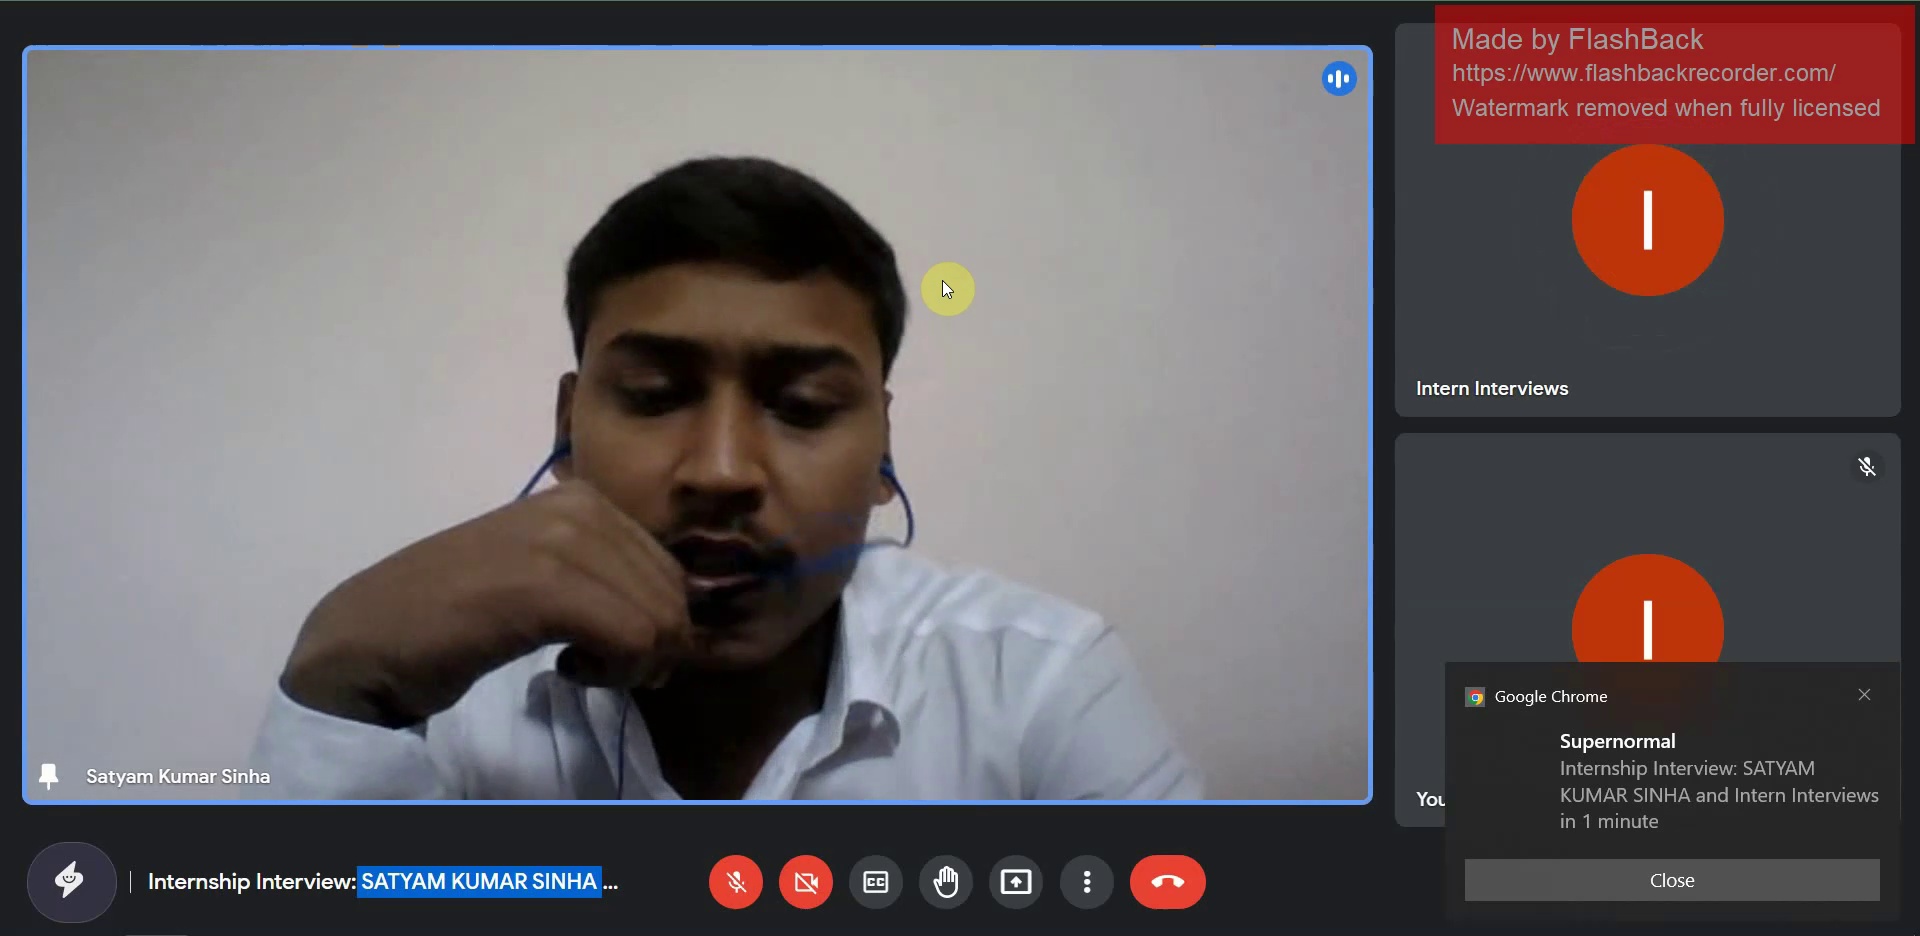 Made by FlashBack
https://www.flashbackrecorder.com/
Watermark removed when fully licensed
I
Intern Interviews
I
You
Google Chrome
Supernormal
Internship Interview: SATYAM
KUMAR SINHA and Intern Interviews
in 1 minute
Close
Satyam Kumar Sinha
Internship Interview: SATYAM KUMAR SINHA ...
CC